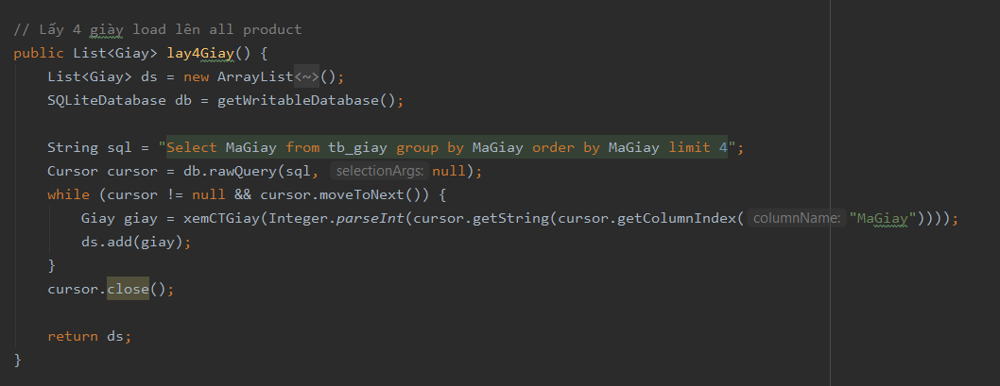 // Lấy 4 giày load lên all product
public List<Giay> lay4Giay() {
List<Giay> ds = new ArrayList<~>();
SQLiteDatabase db = getWritableDatabase();
String sql = "Select MaGiay from tb_giay group by MaGiay order by MaGiay limit 4";
Cursor cursor = db.rawQuery(sql, selectionArgs: null);
while (cursor != null && cursor.moveToNext()) {
Giay giay = xemCTGiay(Integer.parseInt(cursor.getString(cursor.getColumnIndex( columnName: "MaGiay"))));
ds.add(giay);
}
cursor.close();
return ds;
}